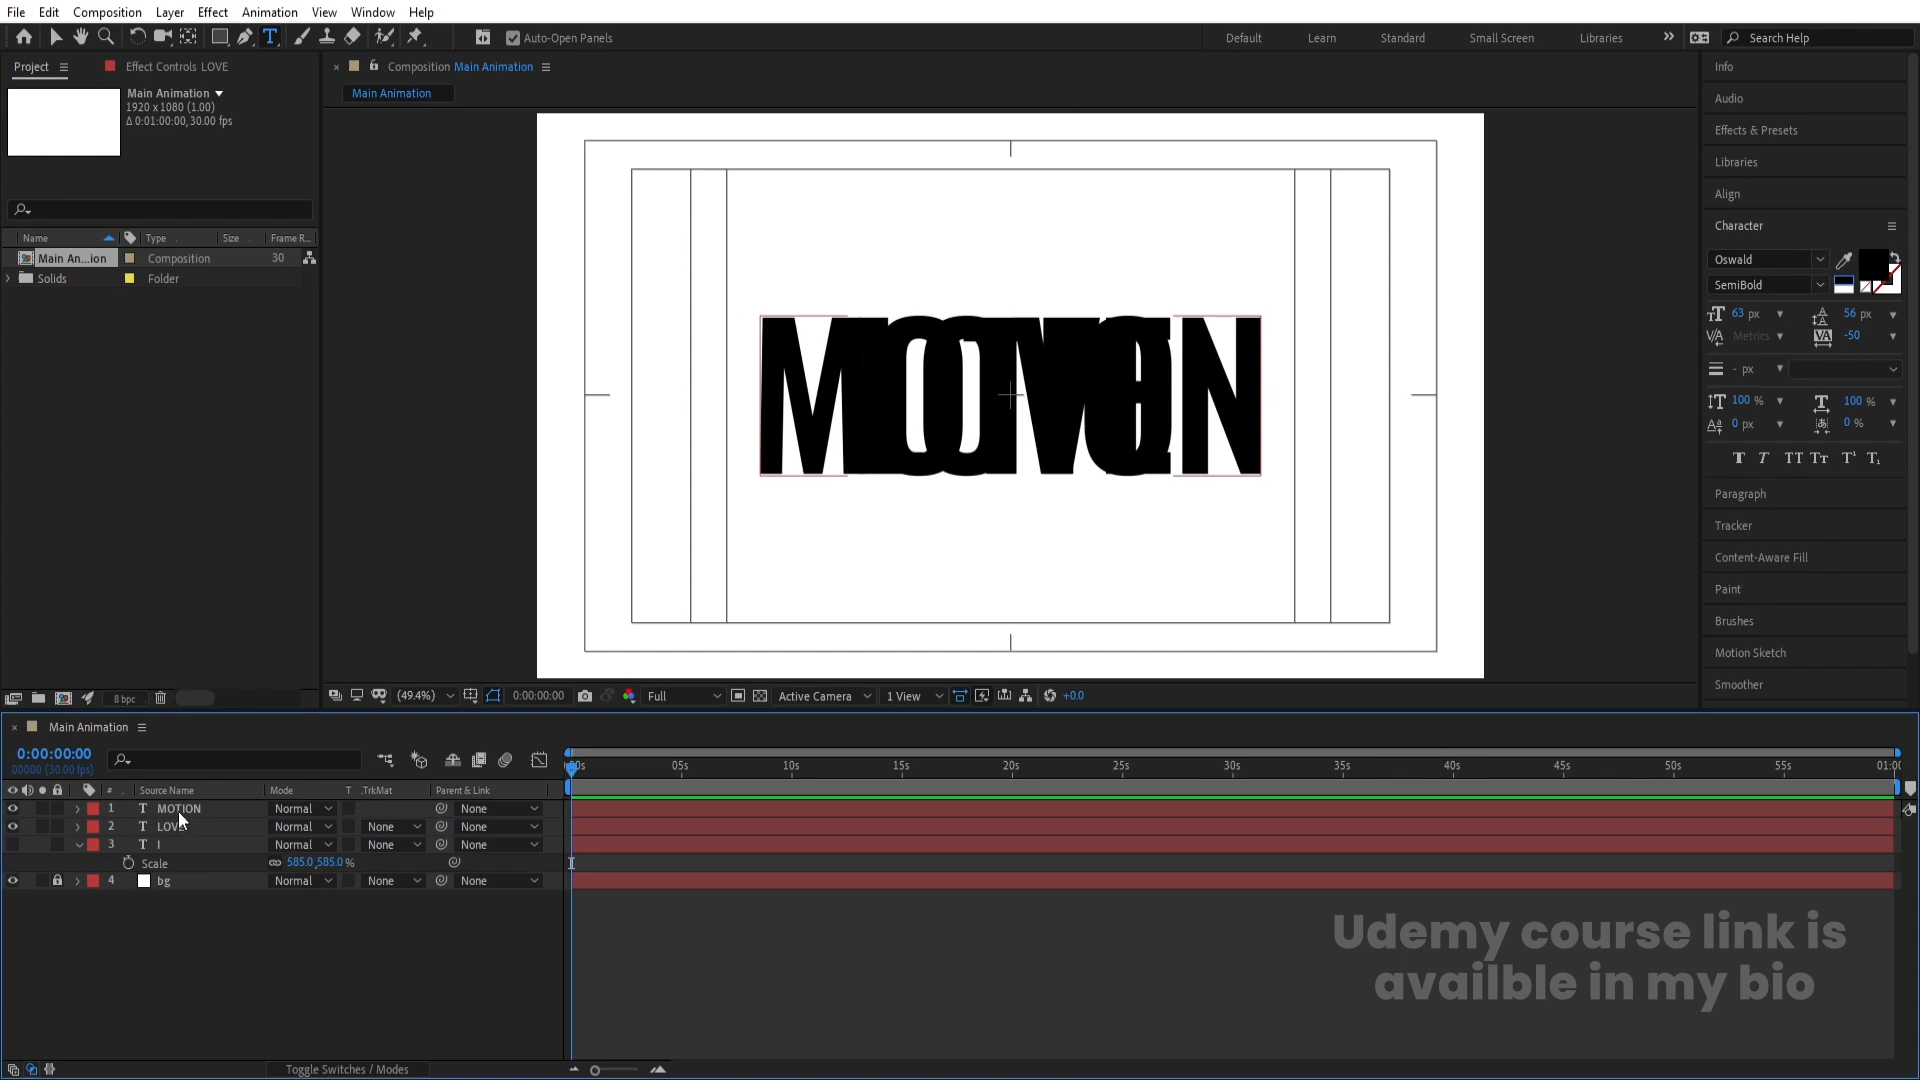 File Edit Composition Layer Effect Animation View Window Help
Auto-Open Panels Default Learn Standard Small Screen Libraries Search Help
Project Effect Controls LOVE
Main Animation
1920 x 1080 (1.00)
Δ 0:01:00:00, 30.00 fps
Name Type Size Frame R...
Main An...ion Composition 30
Solids Folder
8 bpc
Composition Main Animation
Main Animation
(49.4%) 0:00:00:00 Full Active Camera 1 View +0.0
Info
Audio
Effects & Presets
Libraries
Align
Character
Oswald
SemiBold
63 px 56 px
Metrics -50
- px
100 % 100 %
0 px 0 %
Paragraph
Tracker
Content-Aware Fill
Paint
Brushes
Motion Sketch
Smoother
Main Animation
0:00:00:00
00000 (30.00 fps)
05s 10s 15s 20s 25s 30s 35s 40s 45s 50s 55s
# Source Name Mode T .TrkMat Parent & Link
1 MOTION Normal None
2 LOVE Normal None None
3 I Normal None None
Scale 585.0,585.0%
4 bg Normal None None
Udemy course link is
availble in my bio
Toggle Switches / Modes